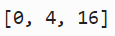 [0, 4, 16]